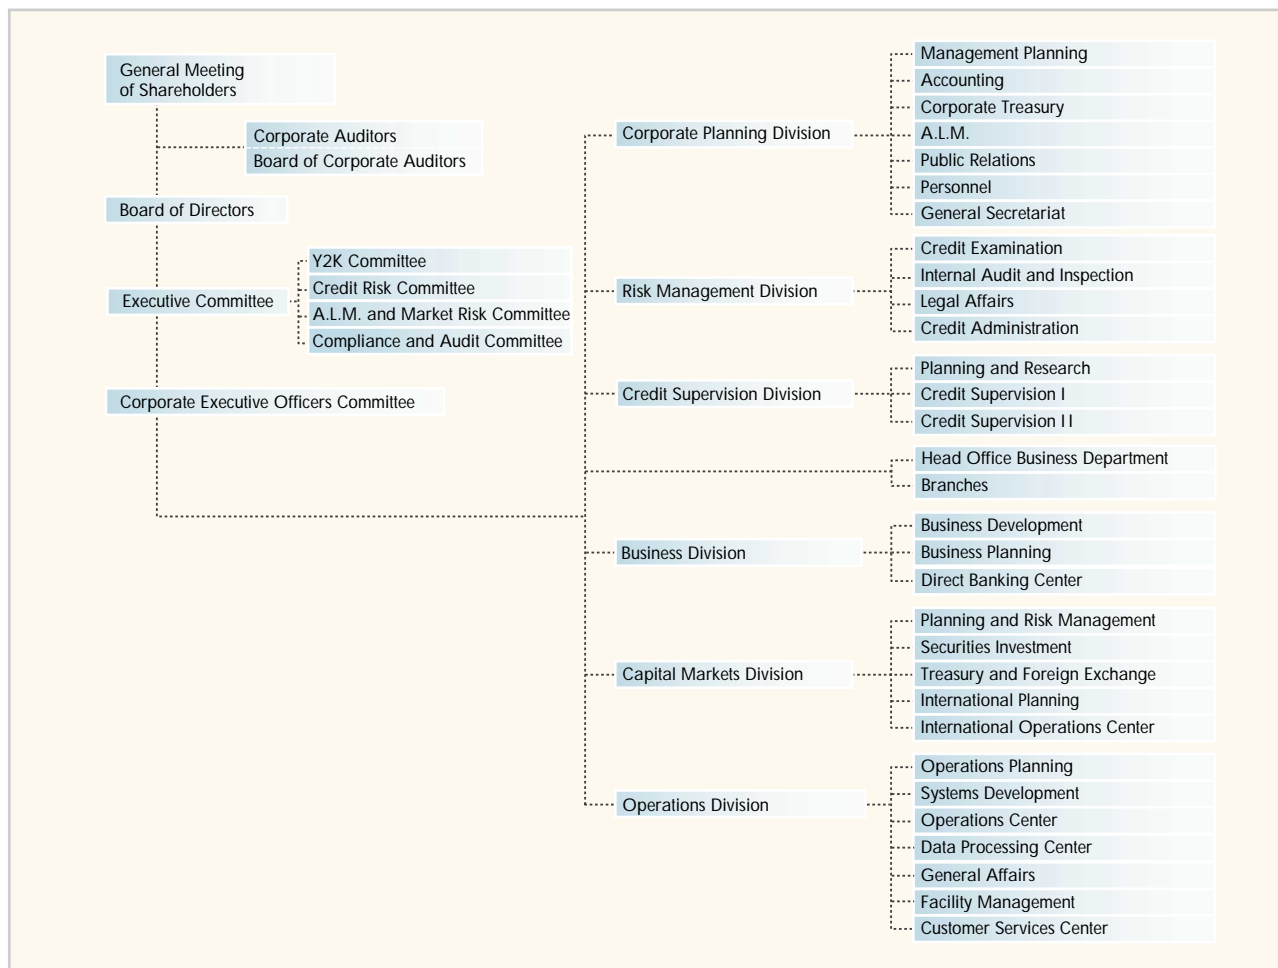 General Meeting
of Shareholders
Corporate Auditors
Board of Corporate Auditors
Board of Directors
Executive Committee
Y2K Committee
Credit Risk Committee
A.L.M. and Market Risk Committee
Compliance and Audit Committee
Corporate Executive Officers Committee
Corporate Planning Division
Management Planning
Accounting
Corporate Treasury
A.L.M.
Public Relations
Personnel
General Secretariat
Risk Management Division
Credit Examination
Internal Audit and Inspection
Legal Affairs
Credit Administration
Credit Supervision Division
Planning and Research
Credit Supervision I
Credit Supervision II
Head Office Business Department
Branches
Business Division
Business Development
Business Planning
Direct Banking Center
Capital Markets Division
Planning and Risk Management
Securities Investment
Treasury and Foreign Exchange
International Planning
International Operations Center
Operations Division
Operations Planning
Systems Development
Operations Center
Data Processing Center
General Affairs
Facility Management
Customer Services Center